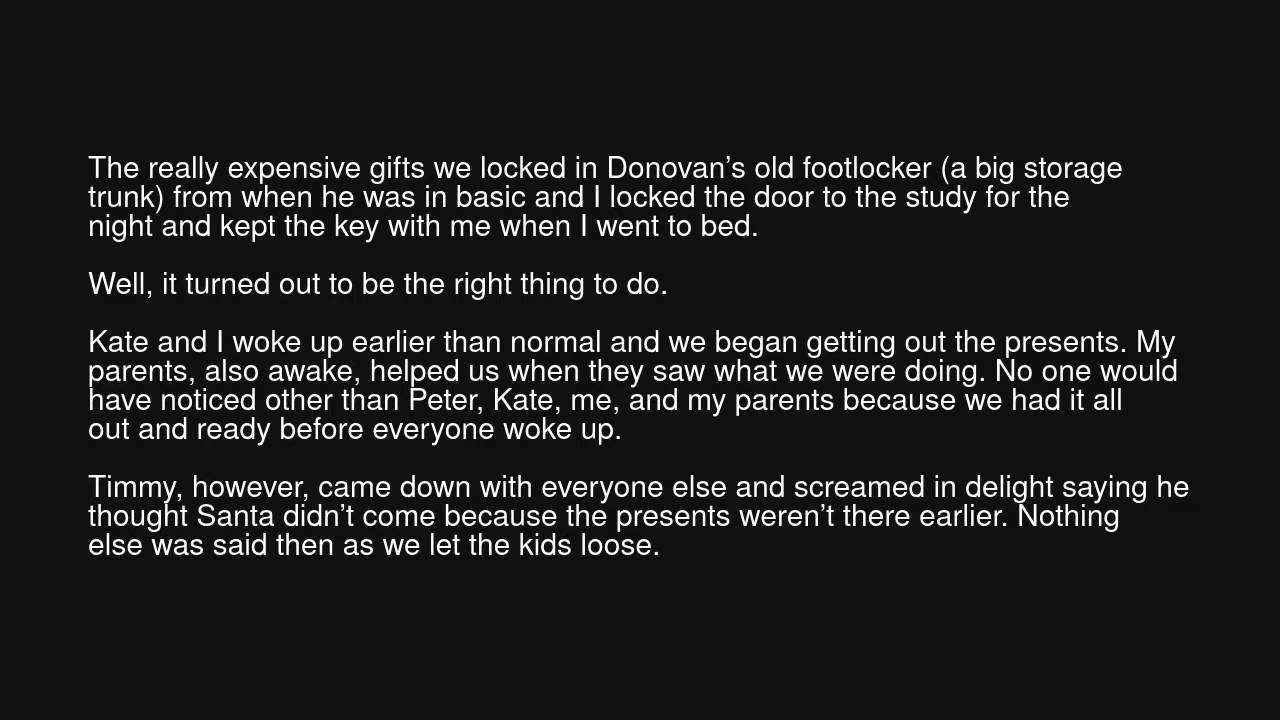 The really expensive gifts we locked in Donovan’s old footlocker (a big storage
trunk) from when he was in basic and I locked the door to the study for the
night and kept the key with me when I went to bed.
Well, it turned out to be the right thing to do.
Kate and I woke up earlier than normal and we began getting out the presents. My
parents, also awake, helped us when they saw what we were doing. No one would
have noticed other than Peter, Kate, me, and my parents because we had it all
out and ready before everyone woke up.
Timmy, however, came down with everyone else and screamed in delight saying he
thought Santa didn’t come because the presents weren’t there earlier. Nothing
else was said then as we let the kids loose.